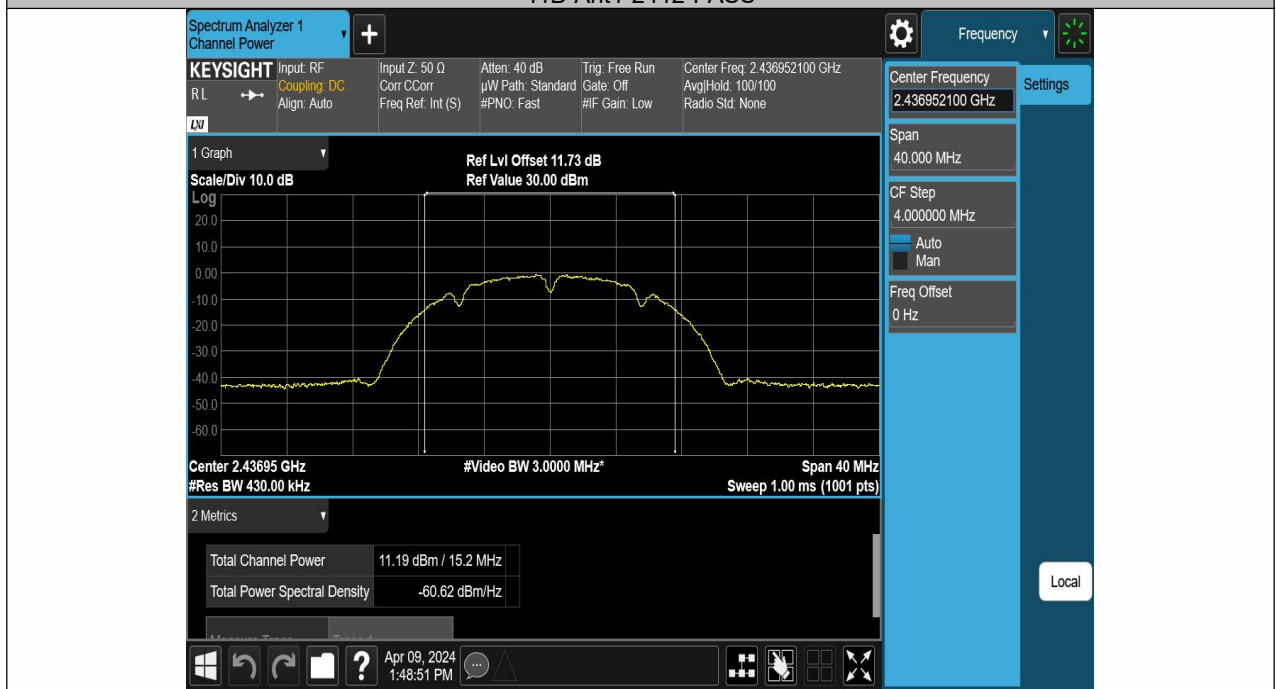 Spectrum Analyzer 1
Channel Power
+
Frequency
KEYSIGHT
RL
LXI
Input: RF
Coupling: DC
Align: Auto
Input Z: 50 Ω
Corr CCorr
Freq Ref: Int (S)
Atten: 40 dB
µW Path: Standard
#PNO: Fast
Trig: Free Run
Gate: Off
#IF Gain: Low
Center Freq: 2.436952100 GHz
Avg|Hold: 100/100
Radio Std: None
Center Frequency
2.436952100 GHz
Settings
Span
40.000 MHz
CF Step
4.000000 MHz
Auto
Man
Freq Offset
0 Hz
Local
1 Graph
Scale/Div 10.0 dB
Ref Lvl Offset 11.73 dB
Ref Value 30.00 dBm
Log
20.0
10.0
0.00
-10.0
-20.0
-30.0
-40.0
-50.0
-60.0
Center 2.43695 GHz
#Res BW 430.00 kHz
#Video BW 3.0000 MHz*
Span 40 MHz
Sweep 1.00 ms (1001 pts)
2 Metrics
Total Channel Power 11.19 dBm / 15.2 MHz
Total Power Spectral Density -60.62 dBm/Hz
?
Apr 09, 2024
1:48:51 PM